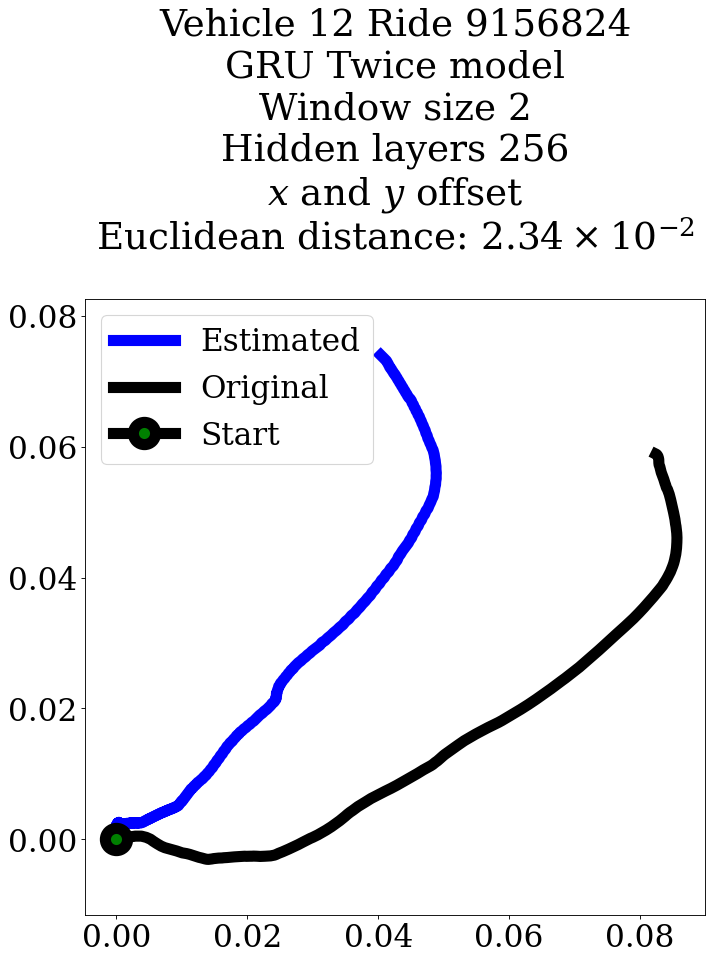 Vehicle 12 Ride 9156824
GRU Twice model
Window size 2
Hidden layers 256
x and y offset
Euclidean distance: 2.34 × 10⁻²
0.08
0.06
0.04
0.02
0.00
Estimated
Original
Start
0.00 0.02 0.04 0.06 0.08